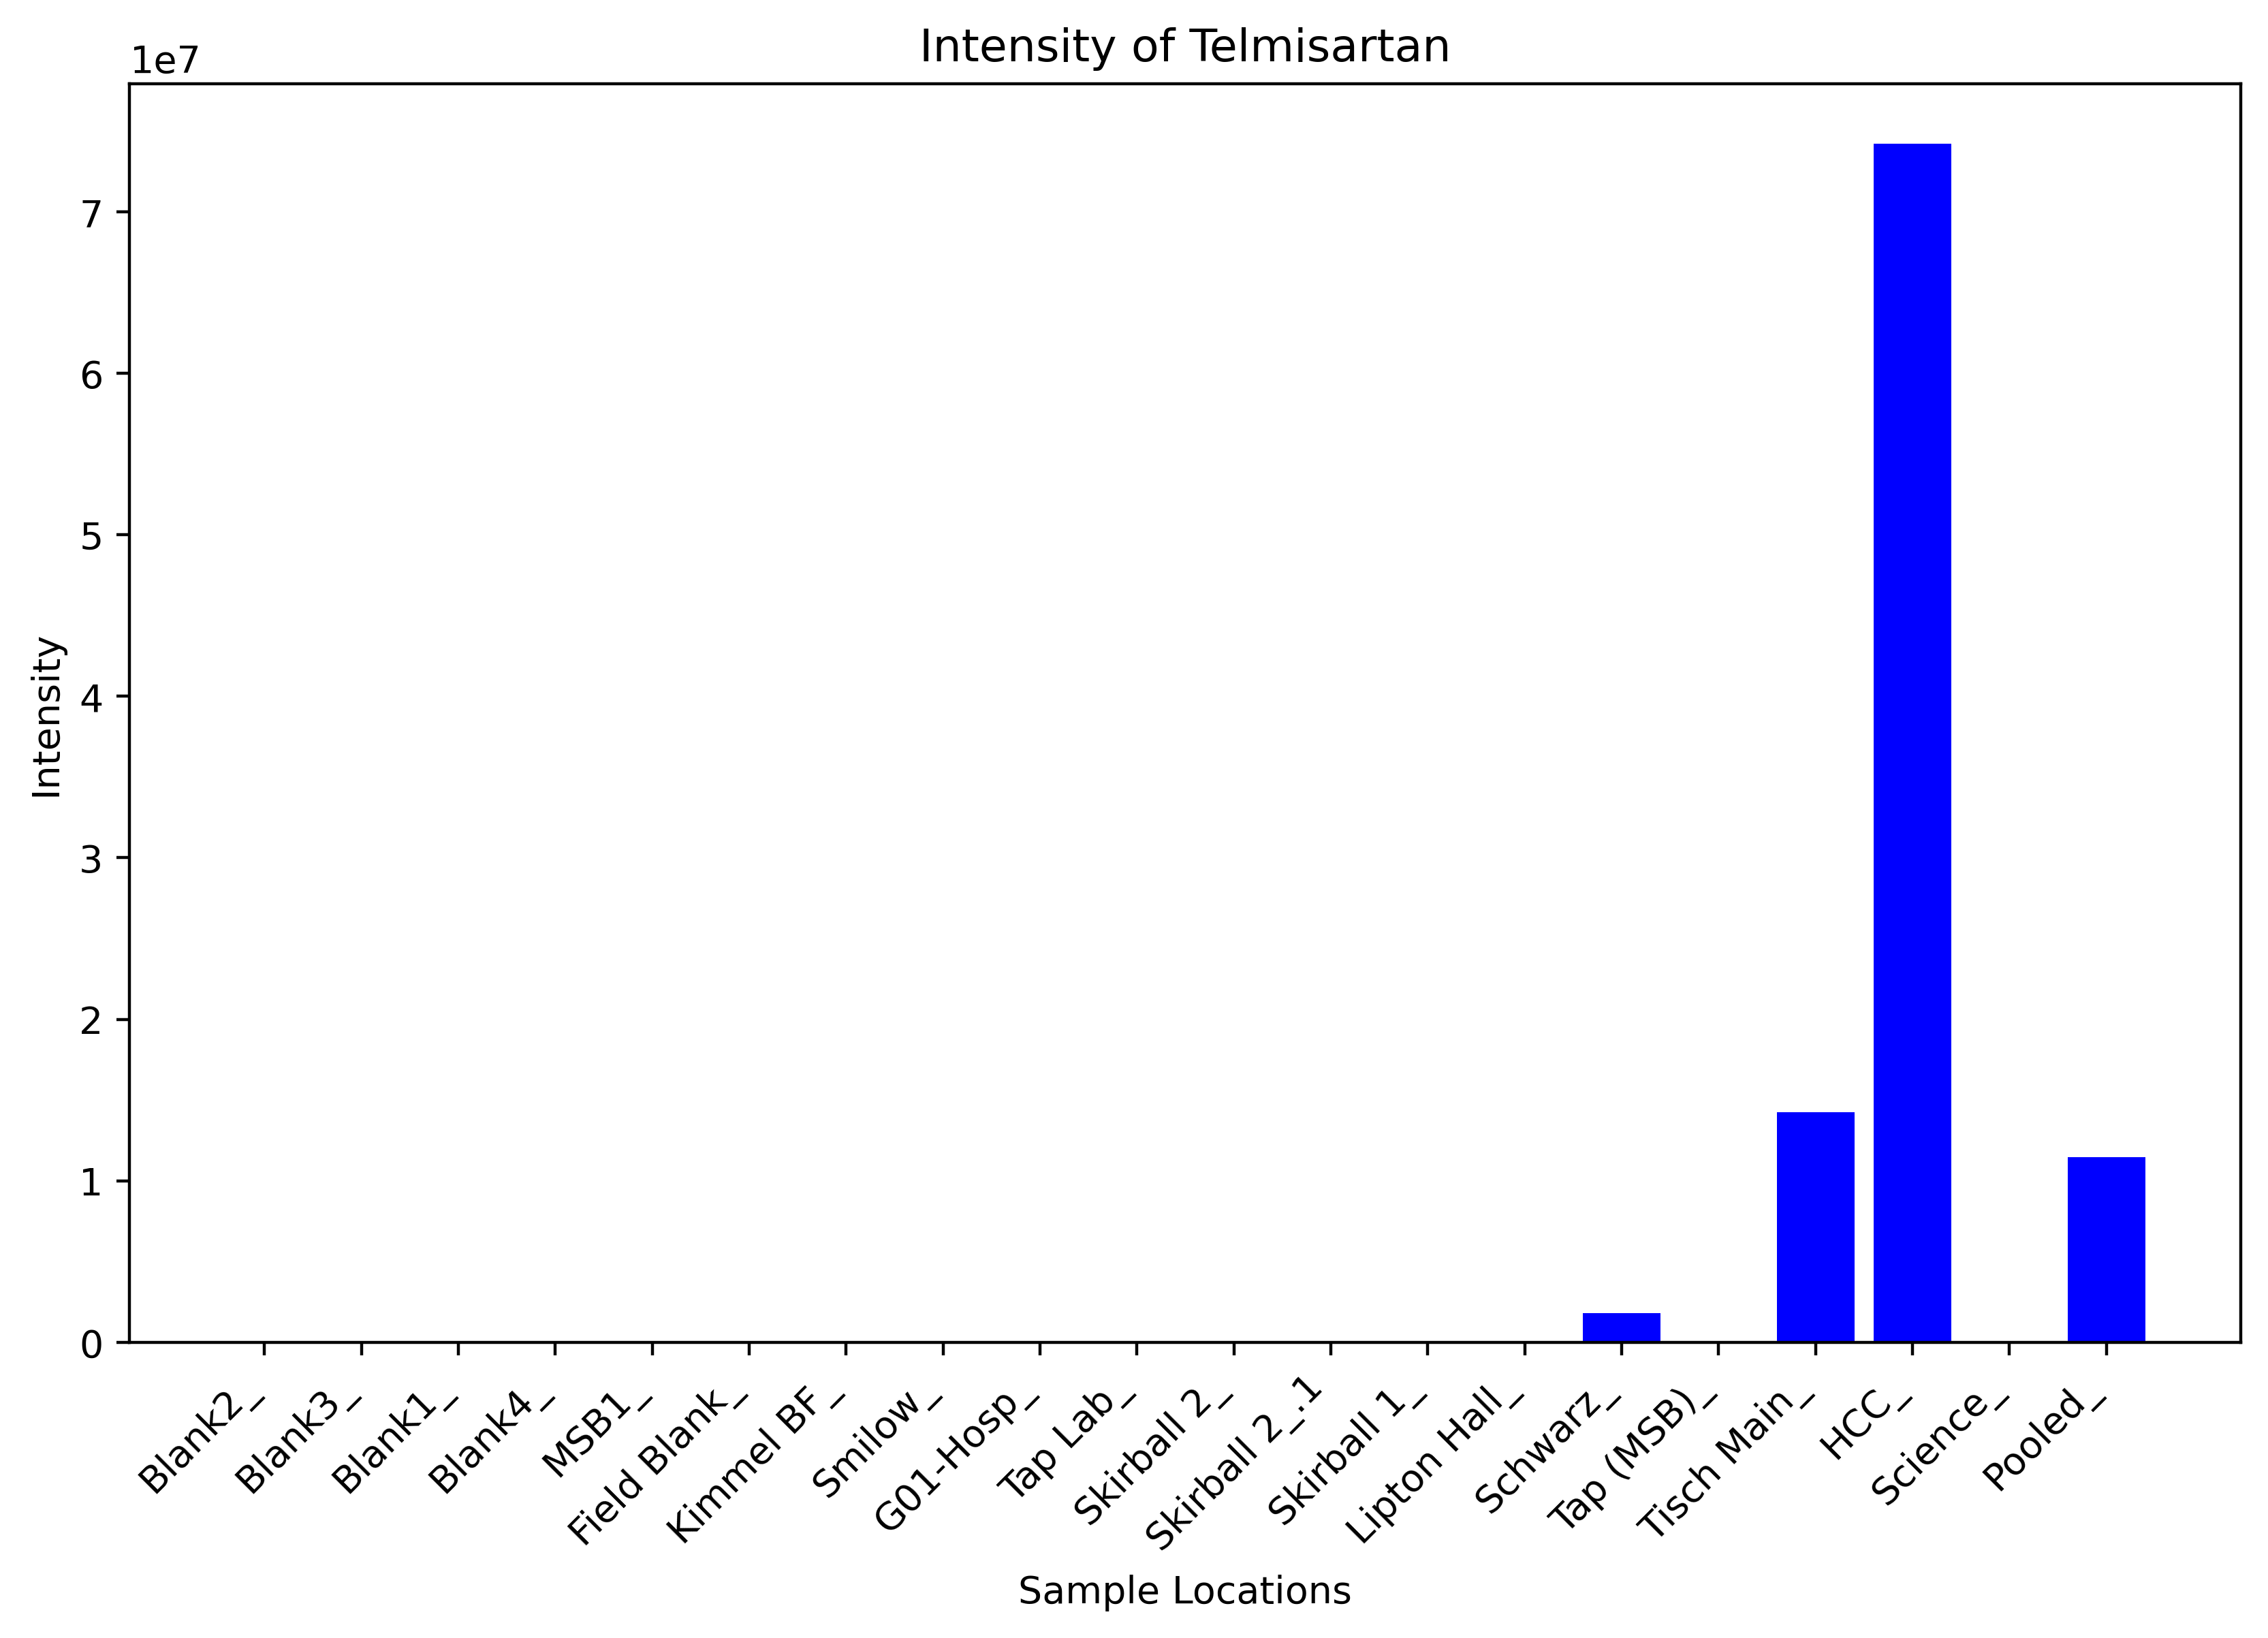 Intensity of Telmisartan
1e7
7
6
5
4
3
2
1
0
Intensity
Blank2_
Blank3_
Blank1_
Blank4_
MSB1_
Field Blank_
Kimmel BF_
Smilow_
G01-Hosp_
Tap Lab_
Skirball 2_
Skirball 2_.1
Skirball 1_
Lipton Hall_
Schwarz_
Tap (MSB)_
Tisch Main_
HCC_
Science_
Pooled_
Sample Locations